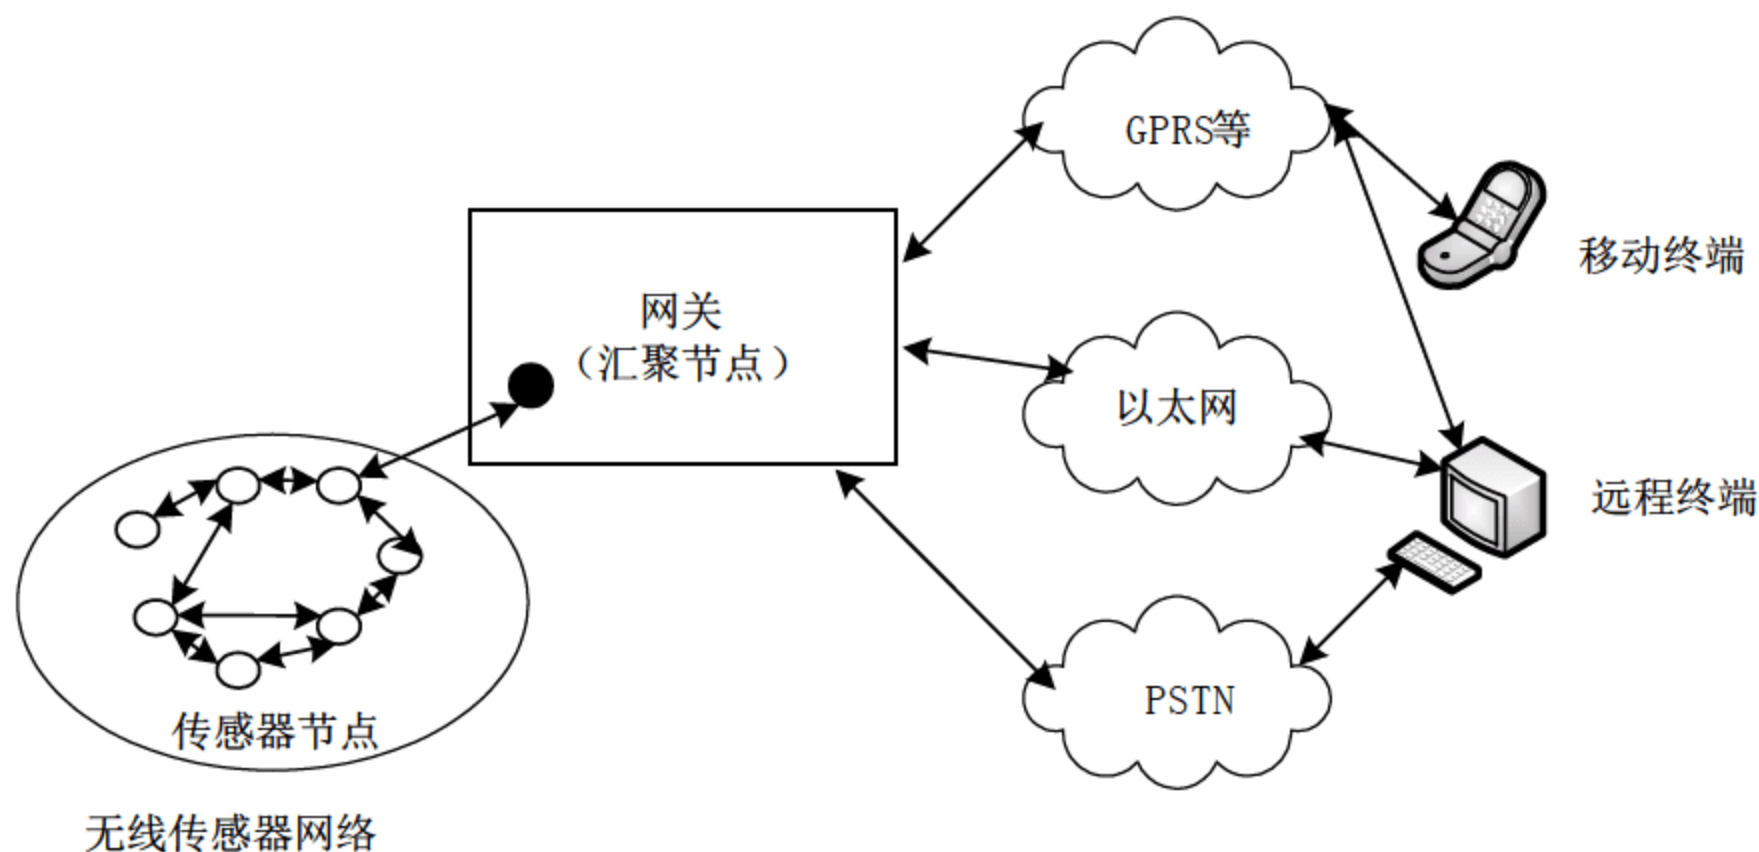 GPRS等
移动终端
网关
（汇聚节点）
以太网
远程终端
PSTN
传感器节点
无线传感器网络